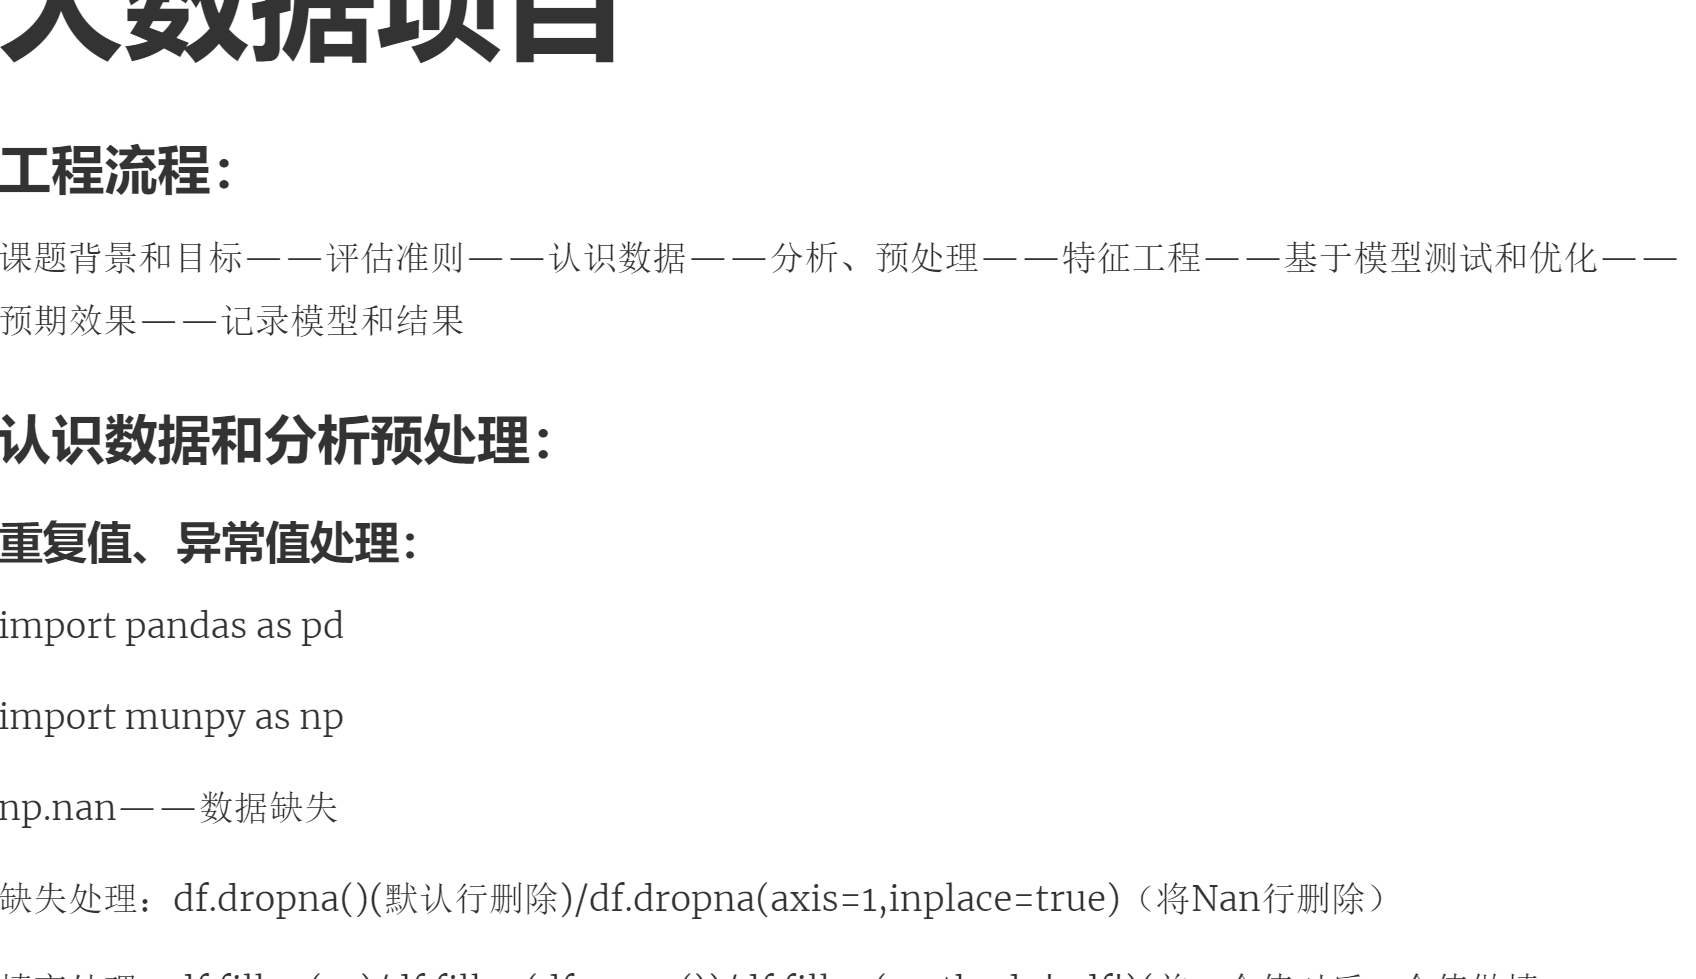 大数据项目
工程流程：
课题背景和目标——评估准则——认识数据——分析、预处理——特征工程——基于模型测试和优化——
预期效果——记录模型和结果
认识数据和分析预处理：
重复值、异常值处理：
import pandas as pd
import munpy as np
np.nan——数据缺失
缺失处理：df.dropna()(默认行删除)/df.dropna(axis=1,inplace=true)（将Nan行删除）